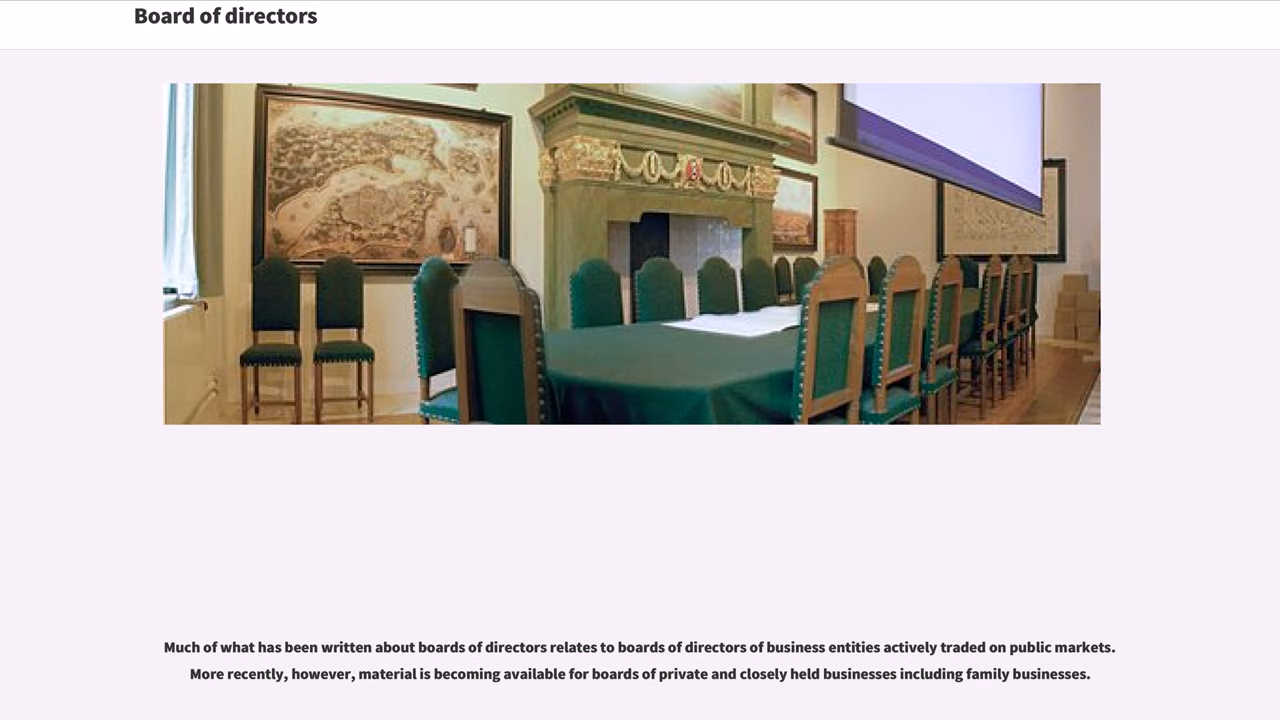 Board of directors
Much of what has been written about boards of directors relates to boards of directors of business entities actively traded on public markets.
More recently, however, material is becoming available for boards of private and closely held businesses including family businesses.